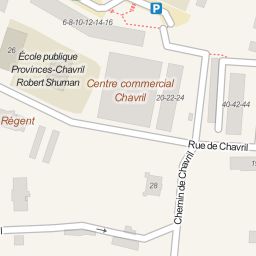 P
6-8-10-12-14-16
26
École publique
Provinces-Chavril
Robert Shuman
Centre commercial
Chavril
20-22-24
40-42-44
Régent
Rue de Chavril
28
Chemin de Chavril